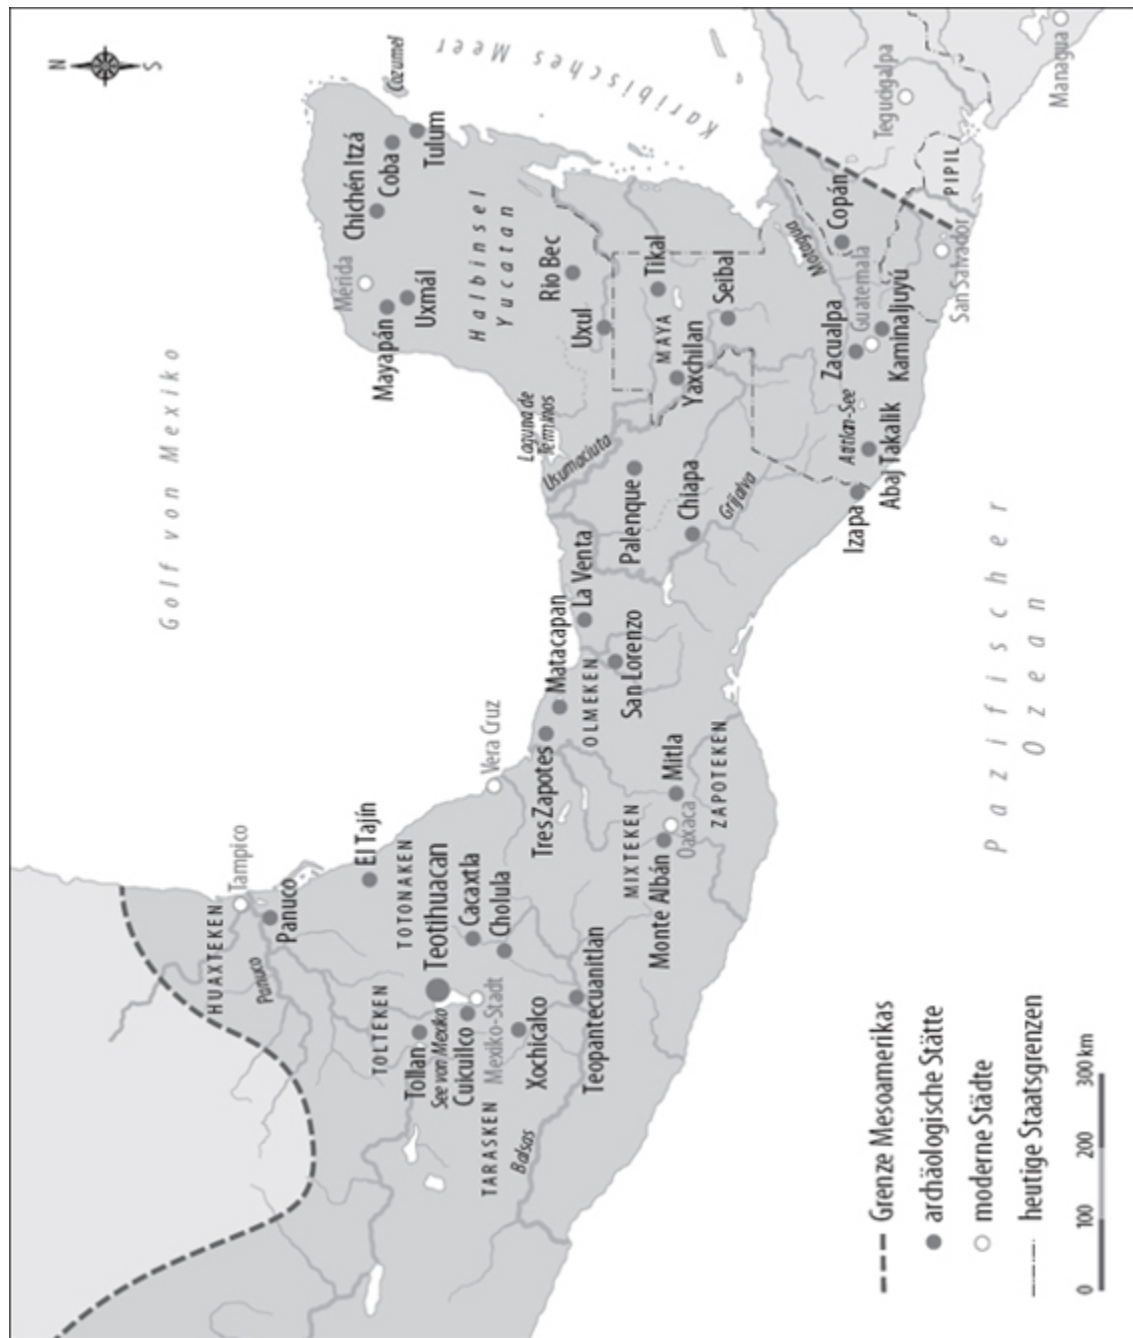 N
S
Golf von Mexiko
Karibisches Meer
Pazifischer
Ozean
HUAXTEKEN
Tampico
Panuco
Panuco
El Tajín
TOTONAKEN
TOLTEKEN
Teotihuacan
Tollan
See von Mexiko
Cuicuilco
Mexiko-Stadt
Cacaxtla
Cholula
TARASKEN
Xochicalco
Balsas
Teopantecuanitlan
Vera Cruz
Tres Zapotes
Matacapan
OLMEKEN
La Venta
San Lorenzo
MIXTEKEN
Monte Albán
Oaxaca
Mitla
ZAPOTEKEN
Laguna de
Términos
Usumaciuta
Palenque
Chiapa
Grijalva
Izapa
Abaj Takalik
Atitlan-See
Mérida
Mayapán
Uxmál
Chichén Itzá
Coba
Tulum
Cozumel
Halbinsel
Yucatan
Rio Bec
Uxul
Tikal
MAYA
Yaxchilan
Seibal
Motagua
Copán
Zacualpa
Guatemala
Kaminaljuyú
San Salvador
PIPIL
Tegucigalpa
Managua
Grenze Mesoamerikas
archäologische Stätte
moderne Städte
heutige Staatsgrenzen
0 100 200 300 km